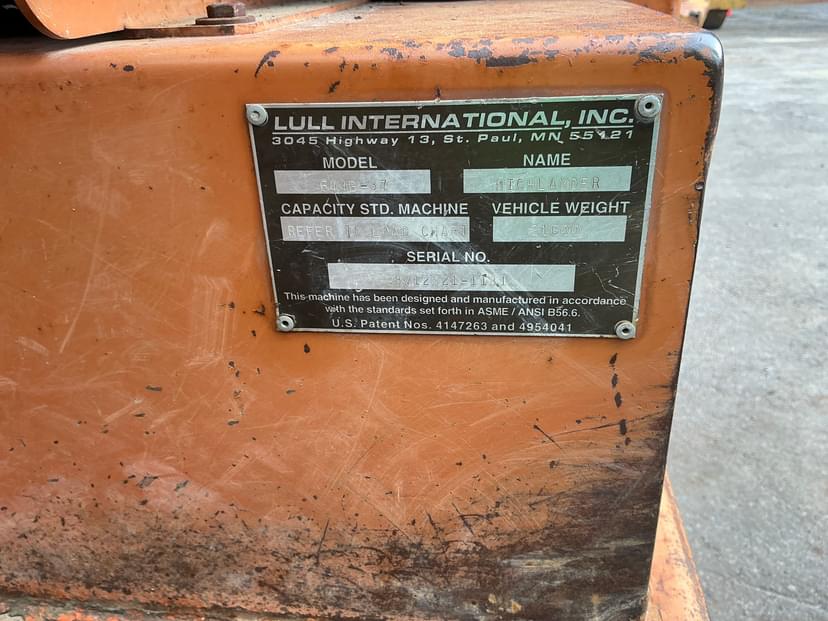 LULL INTERNATIONAL, INC.
3045 Highway 13, St. Paul, MN 55121
MODEL NAME
HIGHLANDER
CAPACITY STD. MACHINE VEHICLE WEIGHT
REFER
SERIAL NO.
This machine has been designed and manufactured in accordance
with the standards set forth in ASME / ANSI B56.6.
U.S. Patent Nos. 4147263 and 4954041